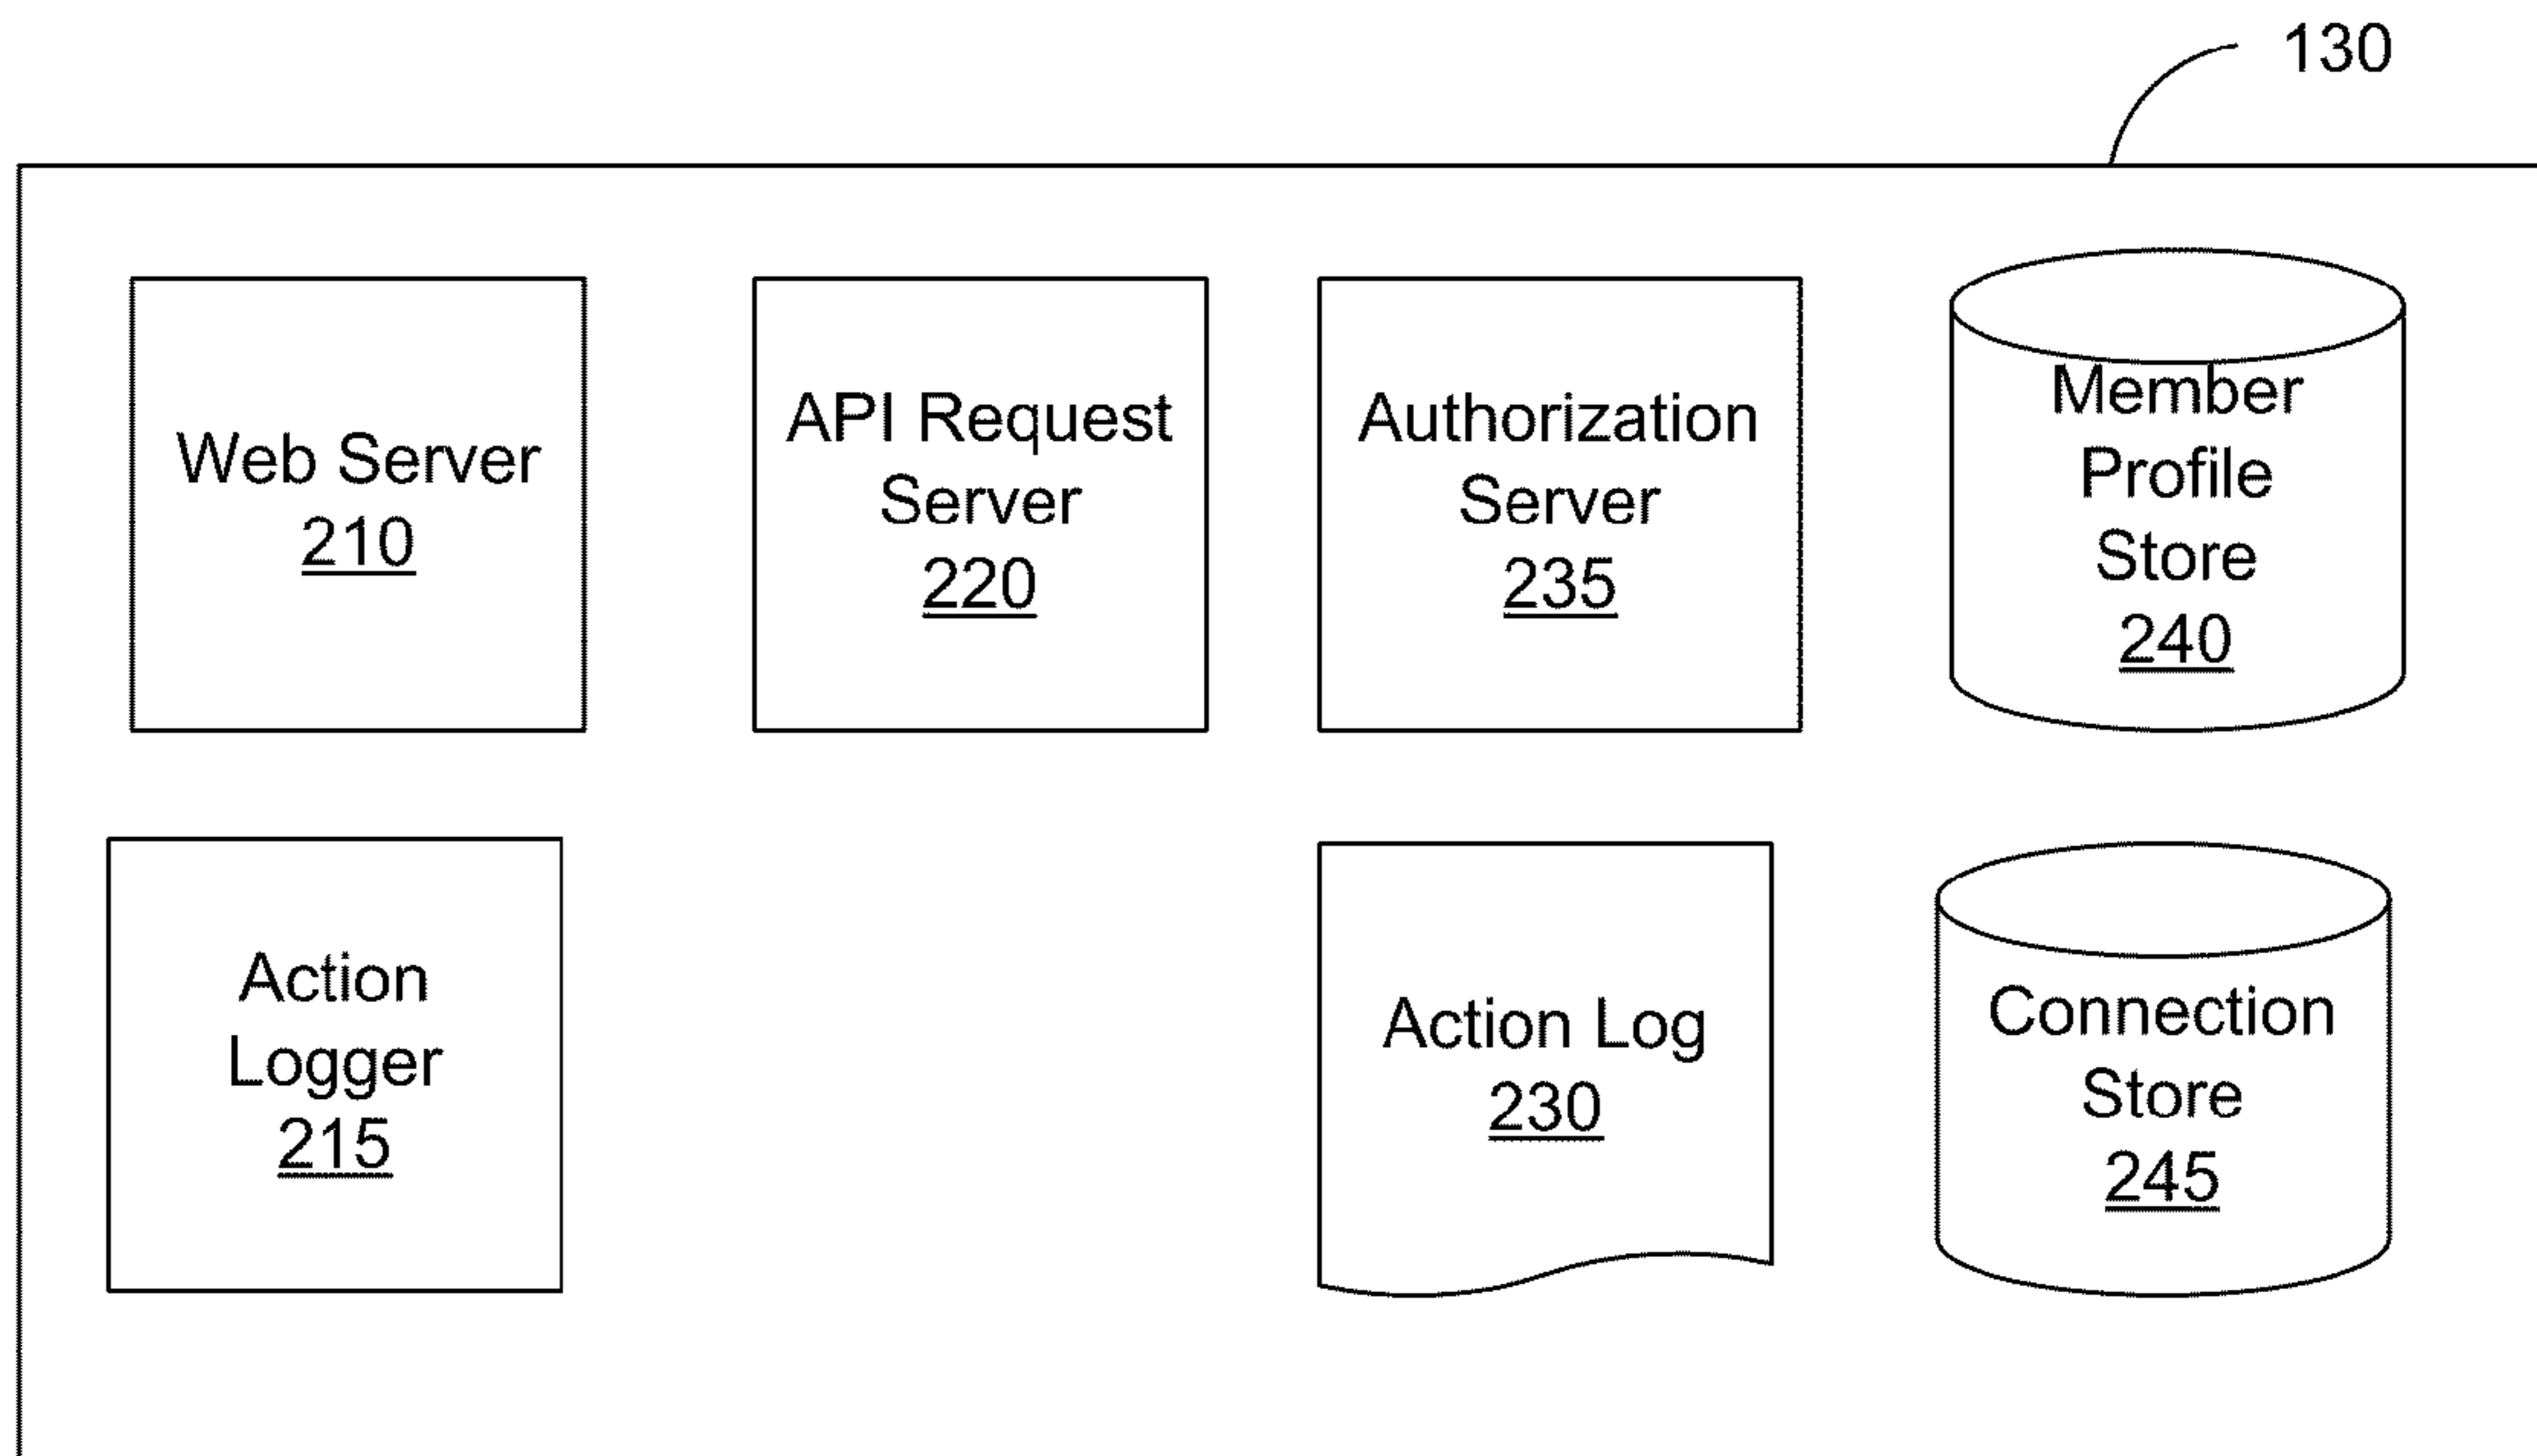 130
Web Server
210
API Request
Server
220
Authorization
Server
235
Member
Profile
Store
240
Action
Logger
215
Action Log
230
Connection
Store
245